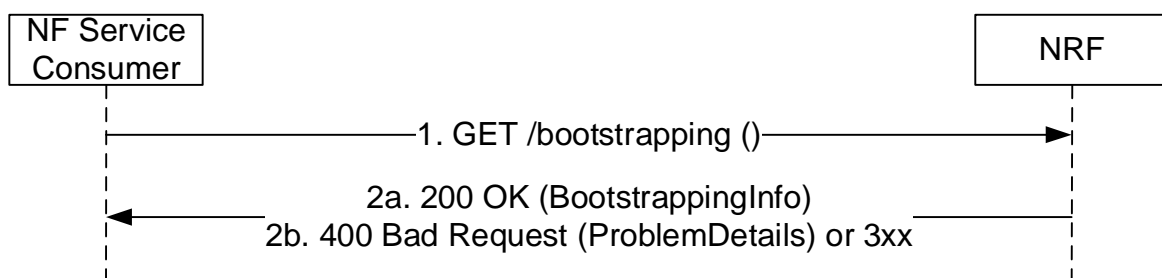 NF Service
Consumer
NRF
1. GET /bootstrapping ()
2a. 200 OK (BootstrappingInfo)
2b. 400 Bad Request (ProblemDetails) or 3xx